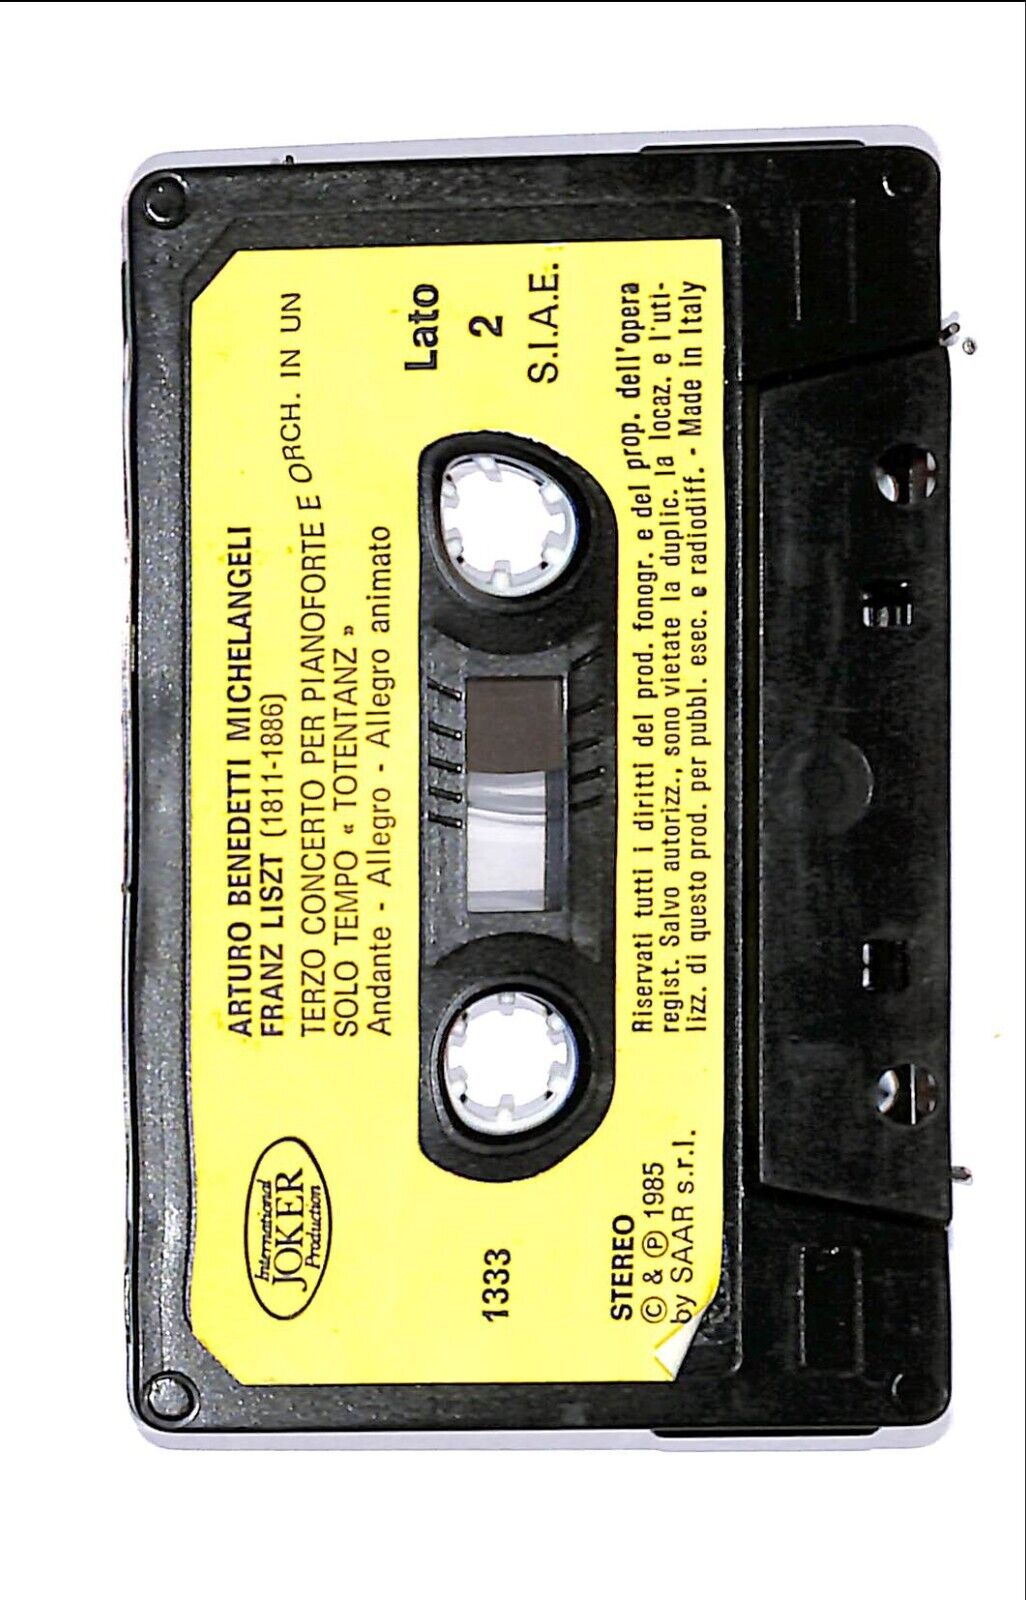 International
JOKER
Production
ARTURO BENEDETTI MICHELANGELI
FRANZ LISZT (1811-1886)
TERZO CONCERTO PER PIANOFORTE E ORCH. IN UN
SOLO TEMPO « TOTENTANZ »
Andante - Allegro - Allegro animato
1333
Lato
2
S.I.A.E.
STEREO
© & ℗ 1985
by SAAR s.r.l.
Riservati tutti i diritti del prod. fonogr. e del prop. dell'opera
regist. Salvo autorizz., sono vietate la duplic. la locaz. e l'uti-
lizz. di questo prod. per pubbl. esec. e radiodiff. - Made in Italy